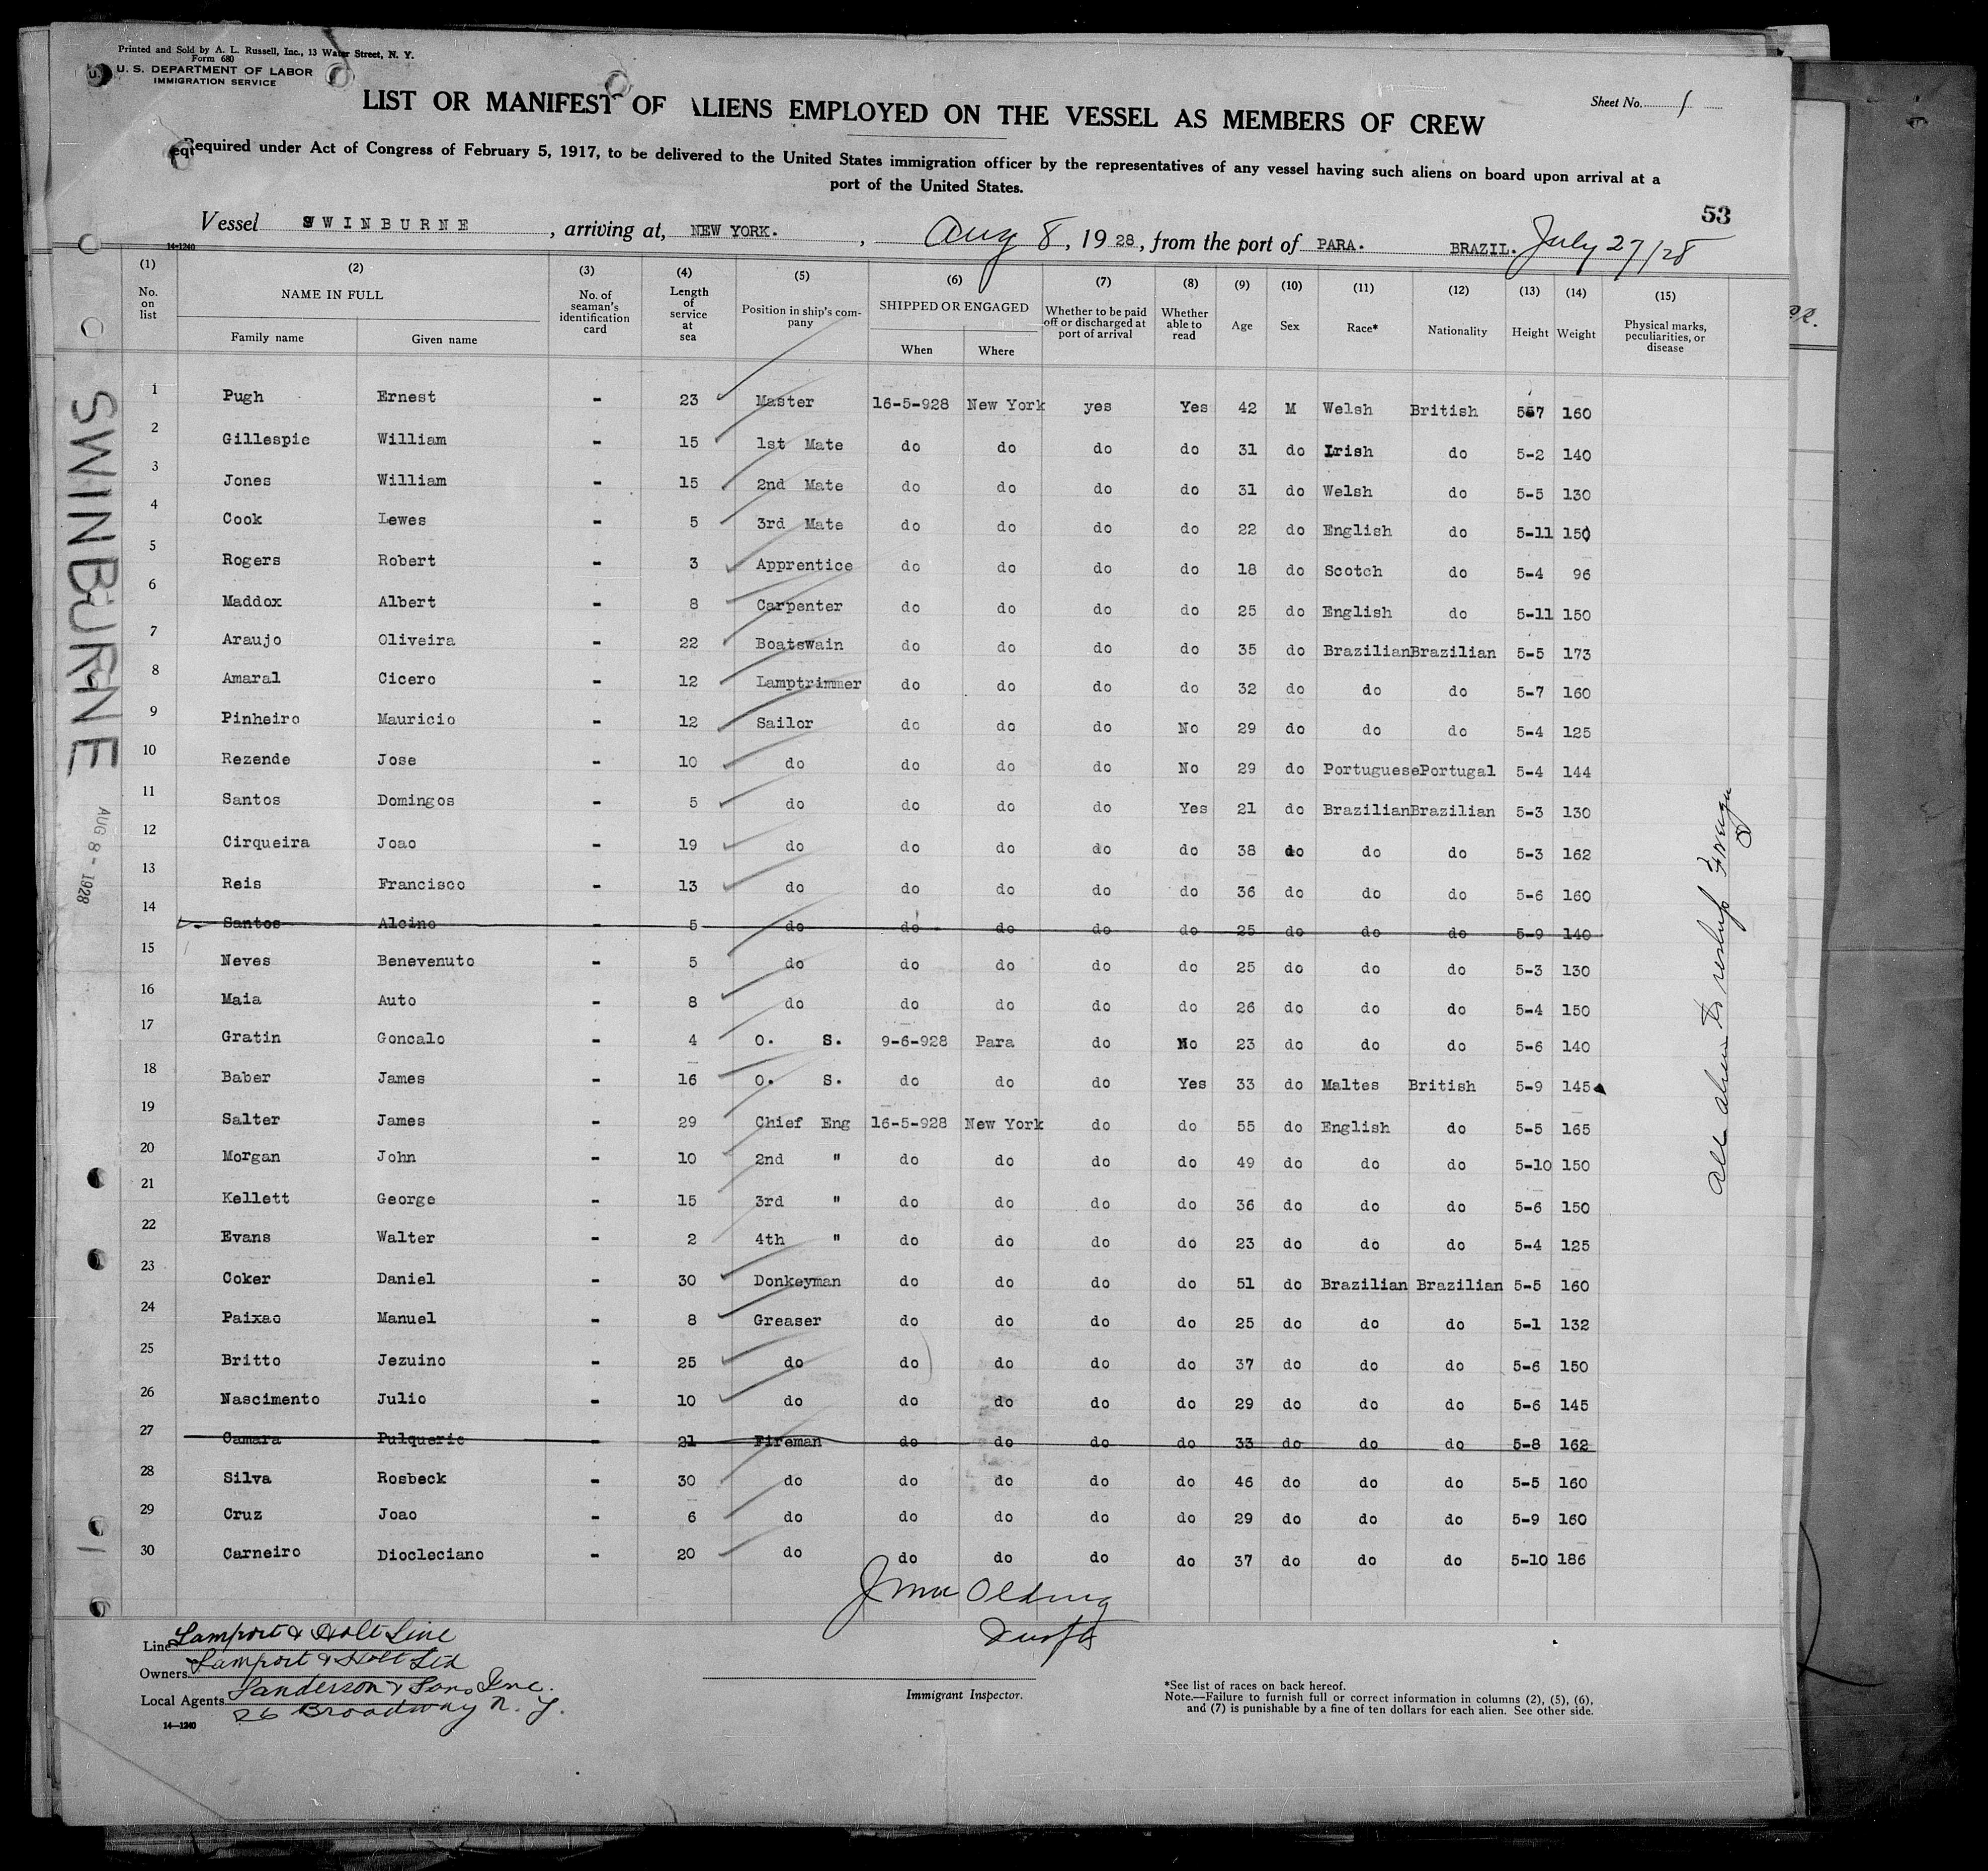 Printed and Sold by A. L. Russell, Inc., 13 Water Street, N. Y.
Form 680
U. S. DEPARTMENT OF LABOR
IMMIGRATION SERVICE
Sheet No. 1
LIST OR MANIFEST OF ALIENS EMPLOYED ON THE VESSEL AS MEMBERS OF CREW
Required under Act of Congress of February 5, 1917, to be delivered to the United States immigration officer by the representatives of any vessel having such aliens on board upon arrival at a
port of the United States.
53
Vessel SWINBURNE, arriving at, NEW YORK., Aug 8, 1928, from the port of PARA. BRAZIL. July 27/28
14-1240
(1) (2) (3) (4) (5) (6) (7) (8) (9) (10) (11) (12) (13) (14) (15)
No. on list NAME IN FULL Family name Given name No. of seaman's identification card Length of service at sea Position in ship's company SHIPPED OR ENGAGED When Where Whether to be paid off or discharged at port of arrival Whether able to read Age Sex Race* Nationality Height Weight Physical marks, peculiarities, or disease
1 Pugh Ernest - 23 Master 16-5-928 New York yes Yes 42 M Welsh British 5-7 160
2 Gillespie William - 15 1st Mate do do do do 31 do Irish do 5-2 140
3 Jones William - 15 2nd Mate do do do do 31 do Welsh do 5-5 130
4 Cook Lewes - 5 3rd Mate do do do do 22 do English do 5-11 150
5 Rogers Robert - 3 Apprentice do do do do 18 do Scotch do 5-4 96
6 Maddox Albert - 8 Carpenter do do do do 25 do English do 5-11 150
7 Araujo Oliveira - 22 Boatswain do do do do 35 do Brazilian Brazilian 5-5 173
8 Amaral Cicero - 12 Lamptrimmer do do do do 32 do do do 5-7 160
9 Pinheiro Mauricio - 12 Sailor do do do No 29 do do do 5-4 125
10 Rezende Jose - 10 do do do do No 29 do Portuguese Portugal 5-4 144
11 Santos Domingos - 5 do do do do Yes 21 do Brazilian Brazilian 5-3 130
12 Cirqueira Joao - 19 do do do do do 38 do do do 5-3 162
13 Reis Francisco - 13 do do do do do 36 do do do 5-6 160
14 Santos Alcino - 5 do do do do do 25 do do do 5-9 140
15 Neves Benevenuto - 5 do do do do do 25 do do do 5-3 130
16 Maia Auto - 8 do do do do do 26 do do do 5-4 150
17 Gratin Goncalo - 4 O. S. 9-6-928 Para do No 23 do do do 5-6 140
18 Baber James - 16 O. S. do do do Yes 33 do Maltes British 5-9 145
19 Salter James - 29 Chief Eng 16-5-928 New York do do 55 do English do 5-5 165
20 Morgan John - 10 2nd " do do do do 49 do do do 5-10 150
21 Kellett George - 15 3rd " do do do do 36 do do do 5-6 150
22 Evans Walter - 2 4th " do do do do 23 do do do 5-4 125
23 Coker Daniel - 30 Donkeyman do do do do 51 do Brazilian Brazilian 5-5 160
24 Paixao Manuel - 8 Greaser do do do do 25 do do do 5-1 132
25 Britto Jezuino - 25 do do do do do 37 do do do 5-6 150
26 Nascimento Julio - 10 do do do do do 29 do do do 5-6 145
27 Camara Pulquerio - 21 Fireman do do do do 33 do do do 5-8 162
28 Silva Rosbeck - 30 do do do do do 46 do do do 5-5 160
29 Cruz Joao - 6 do do do do do 29 do do do 5-9 160
30 Carneiro Diocleciano - 20 do do do do do 37 do do do 5-10 186
SWINBURNE
AUG 8 - 1928
to reship Foreign
Line Lamport & Holt Line
Owners Lamport & Holt Ltd
Local Agents Sanderson & Sons Inc.
26 Broadway N. Y.
14-1240
Immigrant Inspector.
*See list of races on back hereof.
Note.—Failure to furnish full or correct information in columns (2), (5), (6),
and (7) is punishable by a fine of ten dollars for each alien. See other side.